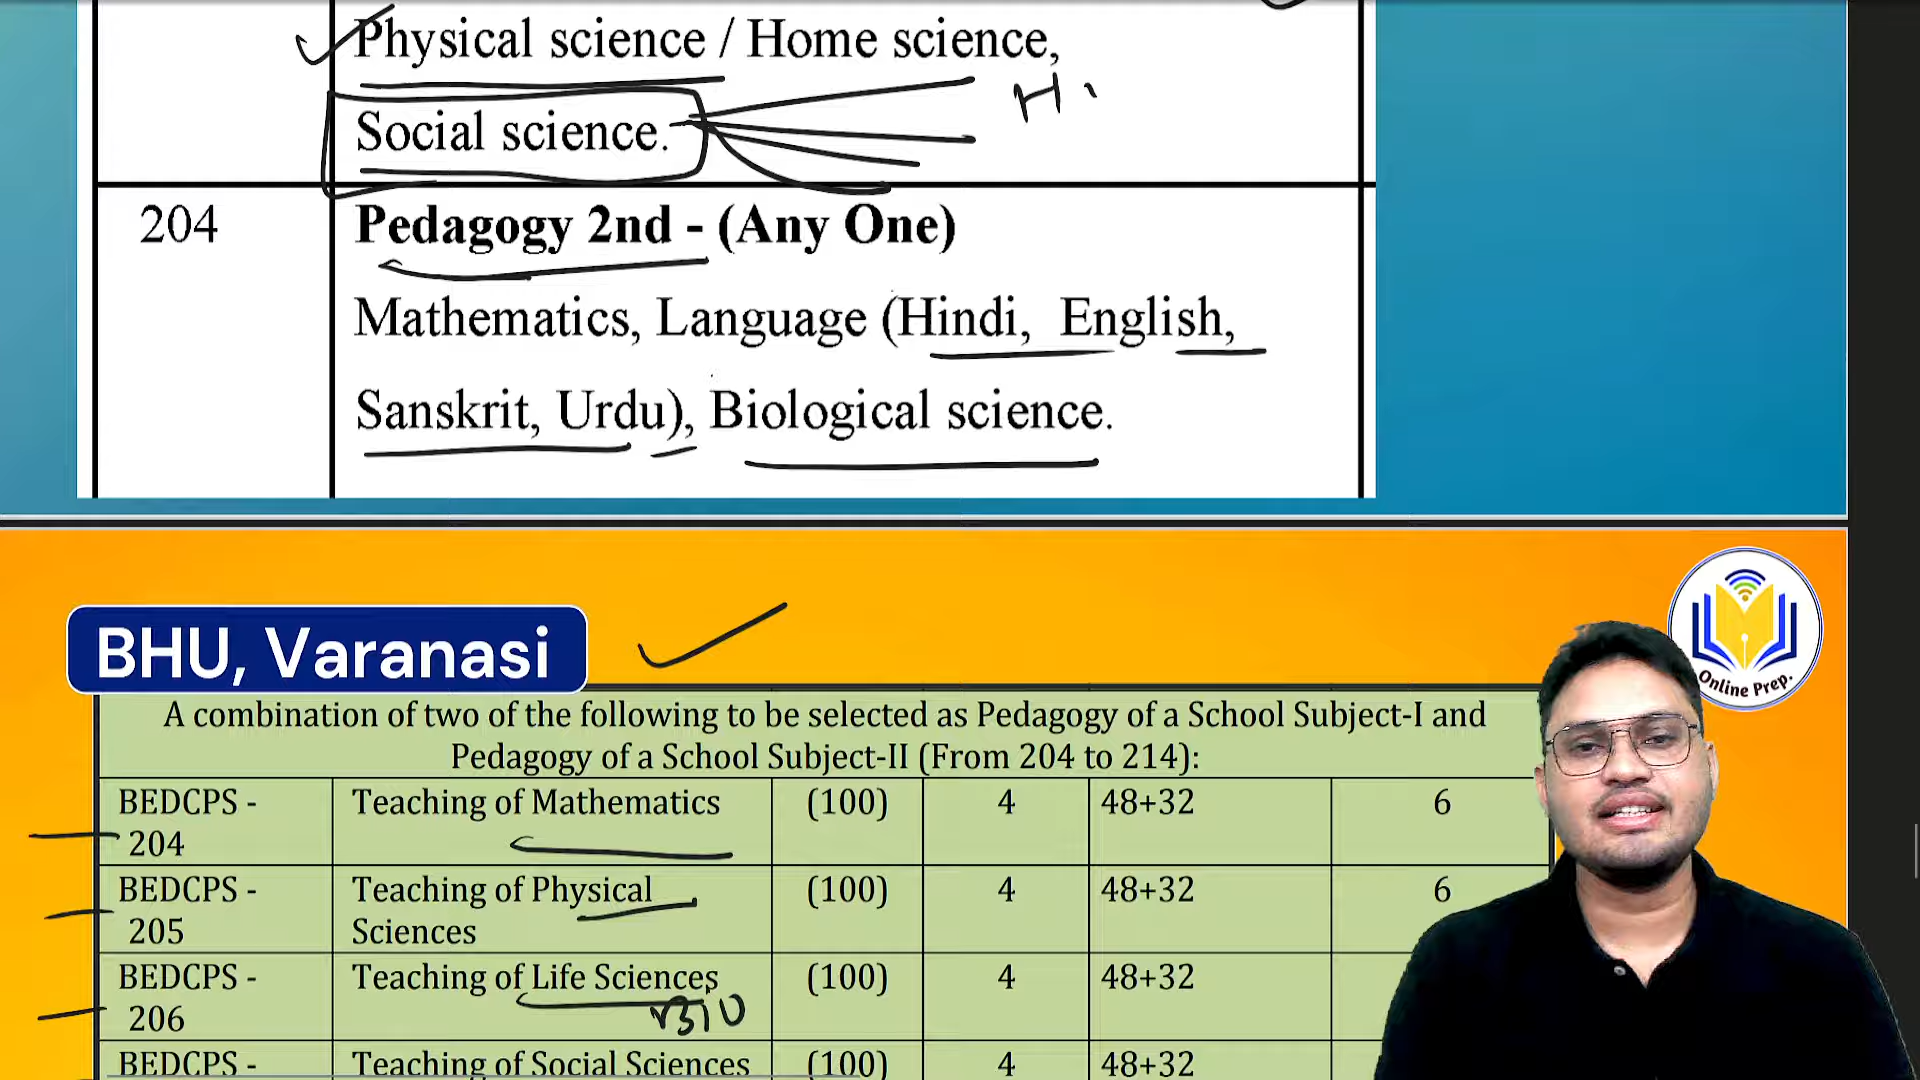 Physical science / Home science,
H
Social science.
204
Pedagogy 2nd - (Any One)
Mathematics, Language (Hindi, English,
Sanskrit, Urdu), Biological science.
BHU, Varanasi
Online Prep.
A combination of two of the following to be selected as Pedagogy of a School Subject-I and
Pedagogy of a School Subject-II (From 204 to 214):
BEDCPS - Teaching of Mathematics (100) 4 48+32 6
204
BEDCPS - Teaching of Physical (100) 4 48+32 6
205 Sciences
BEDCPS - Teaching of Life Sciences (100) 4 48+32
206 BIO
BEDCPS - Teaching of Social Sciences (100) 4 48+32